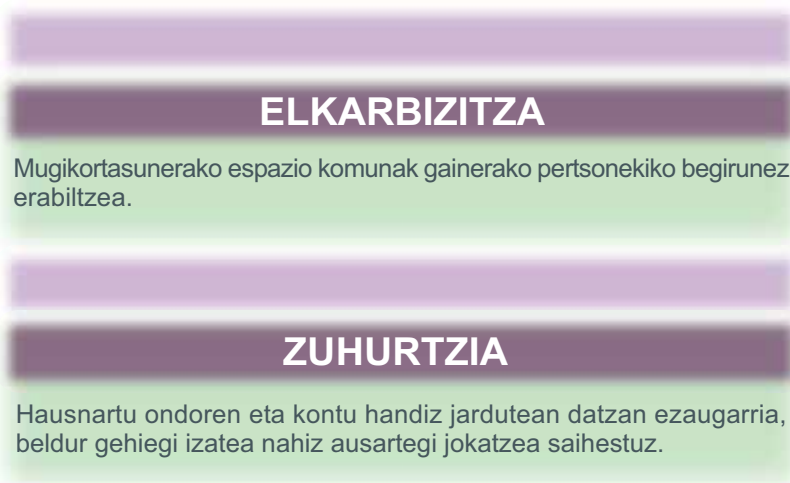 ELKARBIZITZA
Mugikortasunerako espazio komunak gainerako pertsonekiko begirunez
erabiltzea.
ZUHURTZIA
Hausnartu ondoren eta kontu handiz jardutean datzan ezaugarria,
beldur gehiegi izatea nahiz ausartegi jokatzea saihestuz.